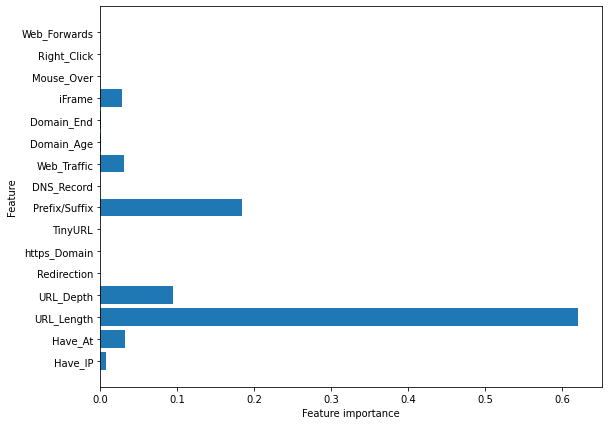 Web_Forwards
Right_Click
Mouse_Over
iFrame
Domain_End
Domain_Age
Web_Traffic
DNS_Record
Prefix/Suffix
TinyURL
https_Domain
Redirection
URL_Depth
URL_Length
Have_At
Have_IP
Feature
0.0 0.1 0.2 0.3 0.4 0.5 0.6
Feature importance